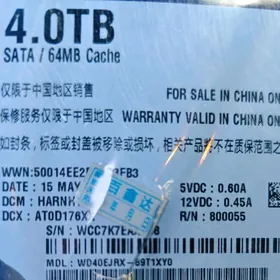 4.0TB
SATA / 64MB Cache
仅限于中国地区销售 FOR SALE IN CHINA ON
保修服务仅限于中国地区 WARRANTY VALID IN CHINA ON
如封条，标签或封盖被移除或损坏，相关产品将不在质保范围之
WWN:50014EE2
DATE : 15 MAY 5VDC: 0.60A
DCM : HARNH 12VDC: 0.45A
DCX : AT0D176X R/N : 800055
S/N : WCC7K7EA
MDL: WD40EJRX-89T1XY0